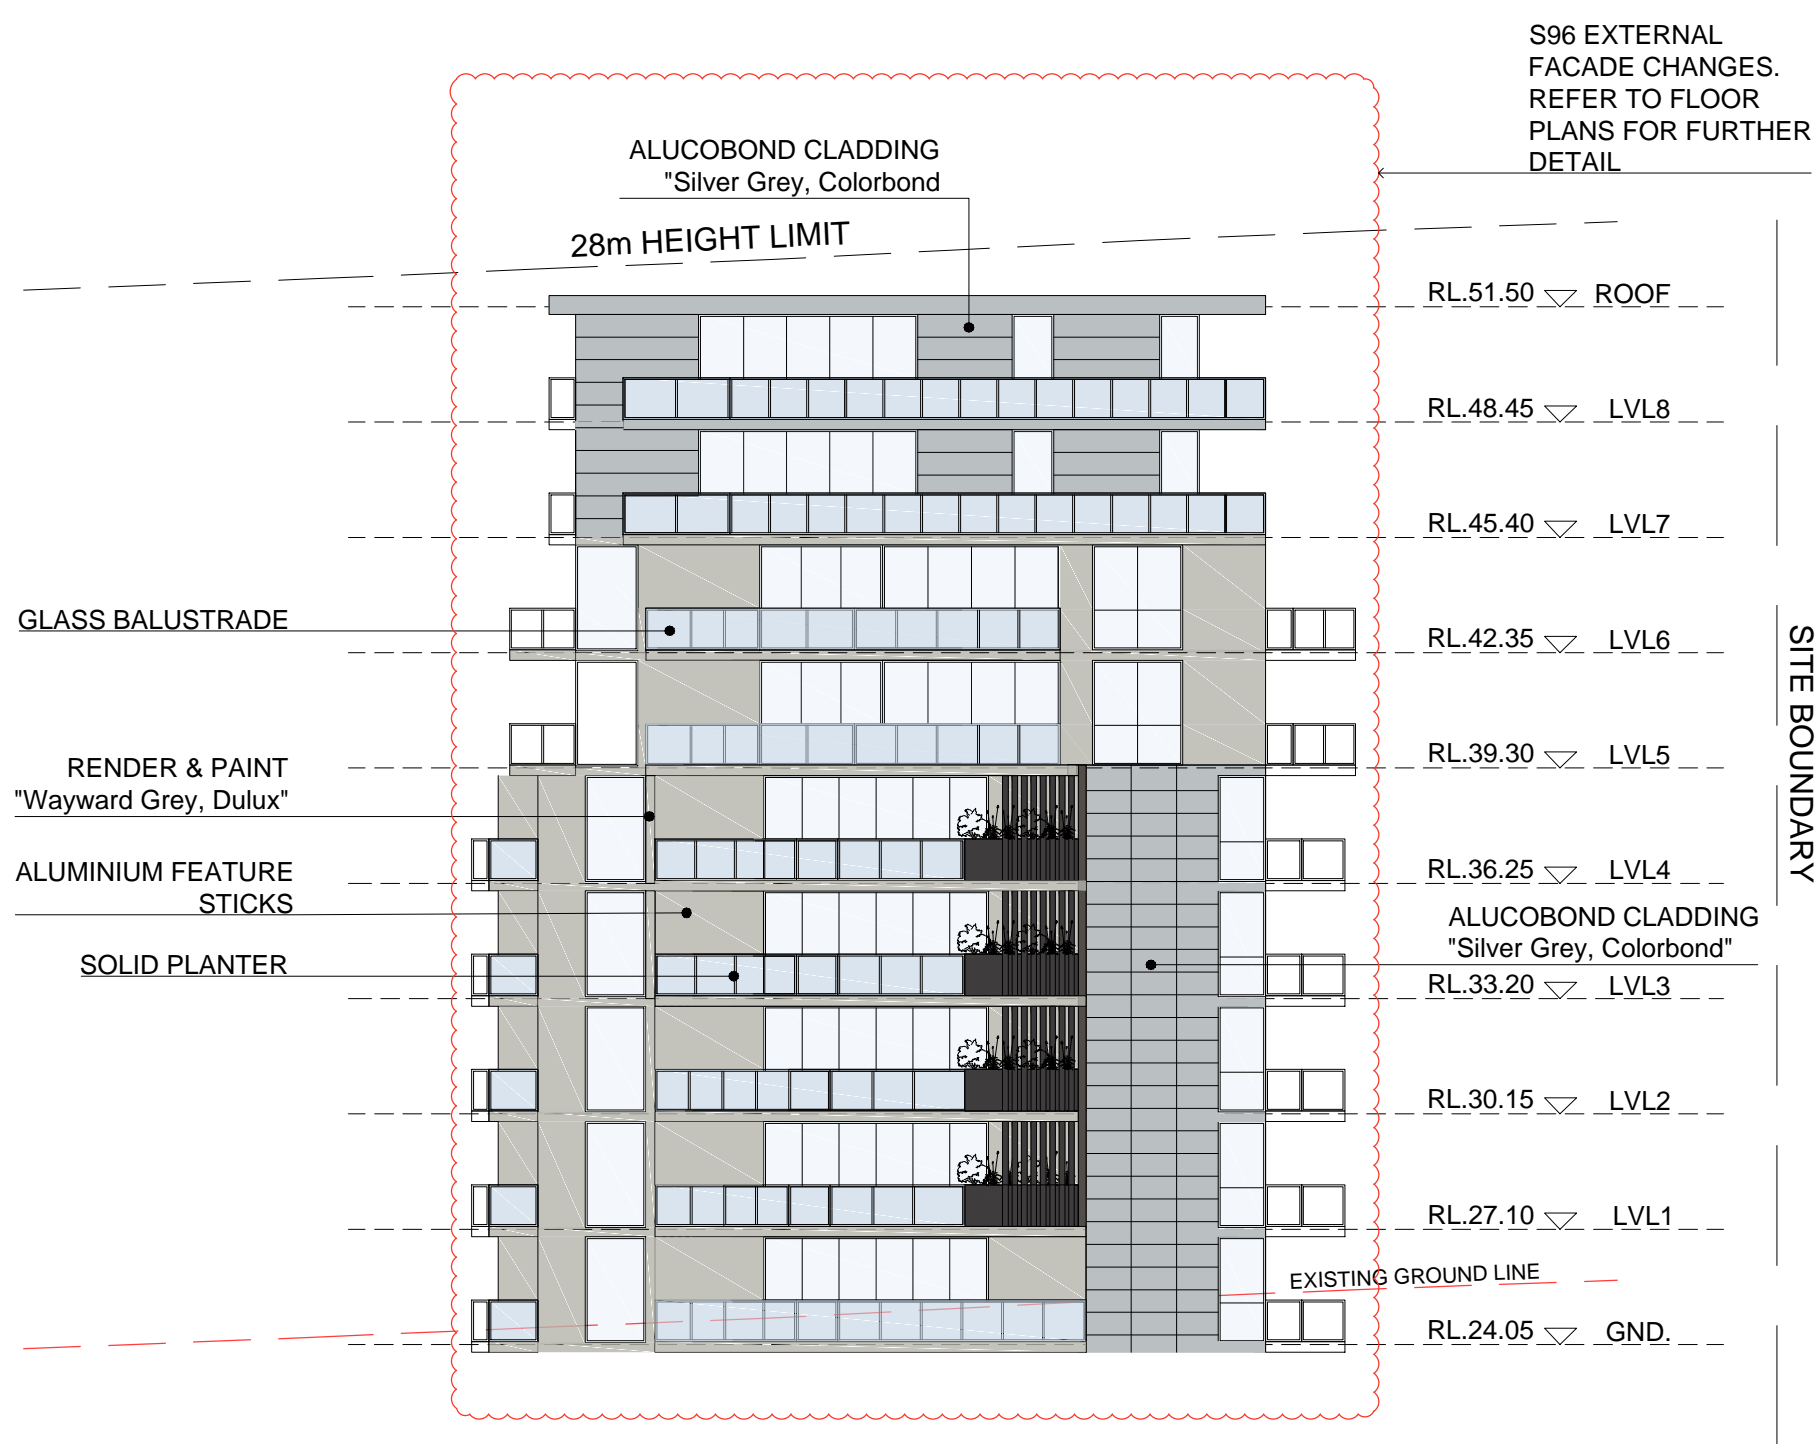 S96 EXTERNAL
FACADE CHANGES.
REFER TO FLOOR
PLANS FOR FURTHER
DETAIL
ALUCOBOND CLADDING
"Silver Grey, Colorbond
28m HEIGHT LIMIT
RL.51.50 ROOF
RL.48.45 LVL8
RL.45.40 LVL7
GLASS BALUSTRADE
RL.42.35 LVL6
SITE BOUNDARY
RL.39.30 LVL5
RENDER & PAINT
"Wayward Grey, Dulux"
ALUMINIUM FEATURE
STICKS
RL.36.25 LVL4
ALUCOBOND CLADDING
"Silver Grey, Colorbond"
SOLID PLANTER
RL.33.20 LVL3
RL.30.15 LVL2
RL.27.10 LVL1
EXISTING GROUND LINE
RL.24.05 GND.